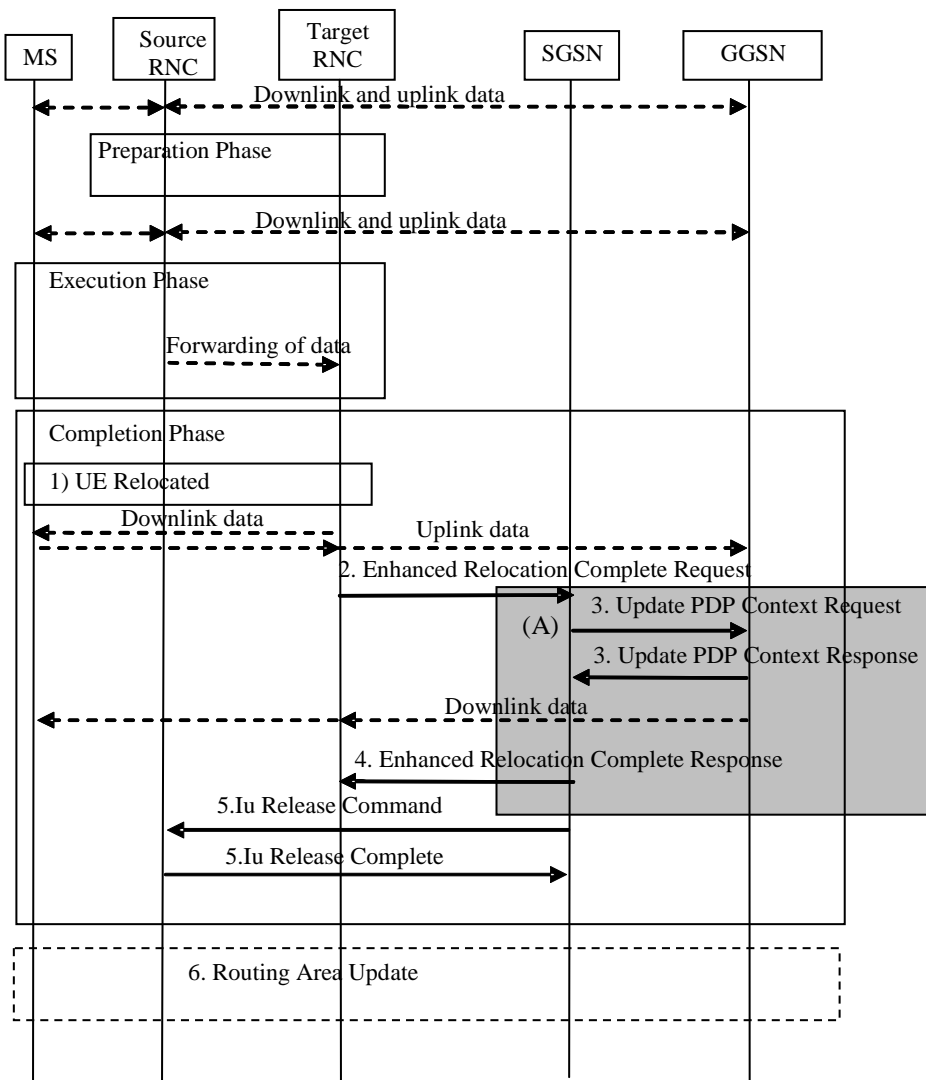 MS
Source
RNC
Target
RNC
SGSN
GGSN
Downlink and uplink data
Preparation Phase
Downlink and uplink data
Execution Phase
Forwarding of data
Completion Phase
1) UE Relocated
Downlink data
Uplink data
2. Enhanced Relocation Complete Request
(A)
3. Update PDP Context Request
3. Update PDP Context Response
Downlink data
4. Enhanced Relocation Complete Response
5.Iu Release Command
5.Iu Release Complete
6. Routing Area Update